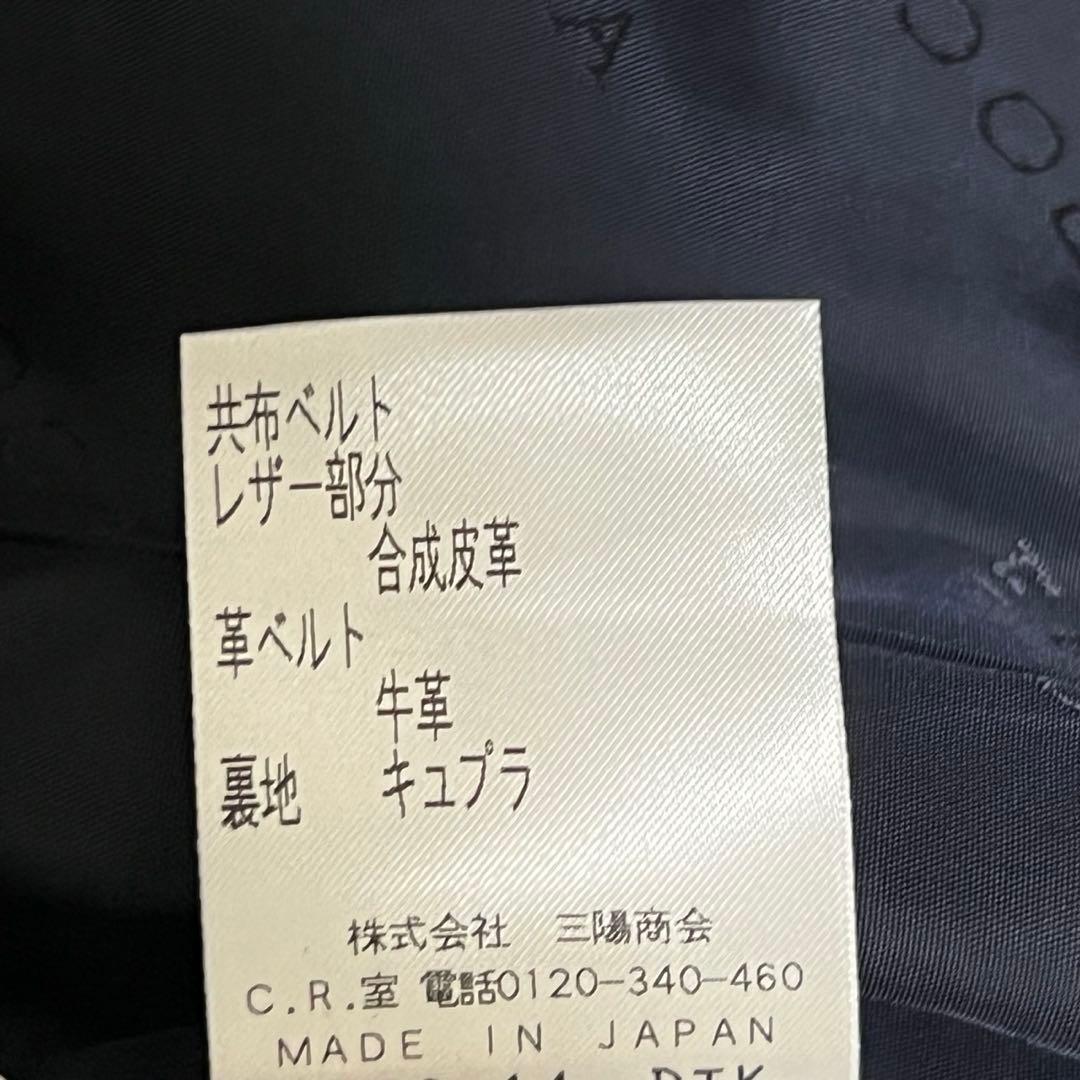 共布ベルト
レザー部分
合成皮革
革ベルト
牛革
裏地 キュプラ
株式会社 三陽商会
C.R.室 電話0120-340-460
MADE IN JAPAN